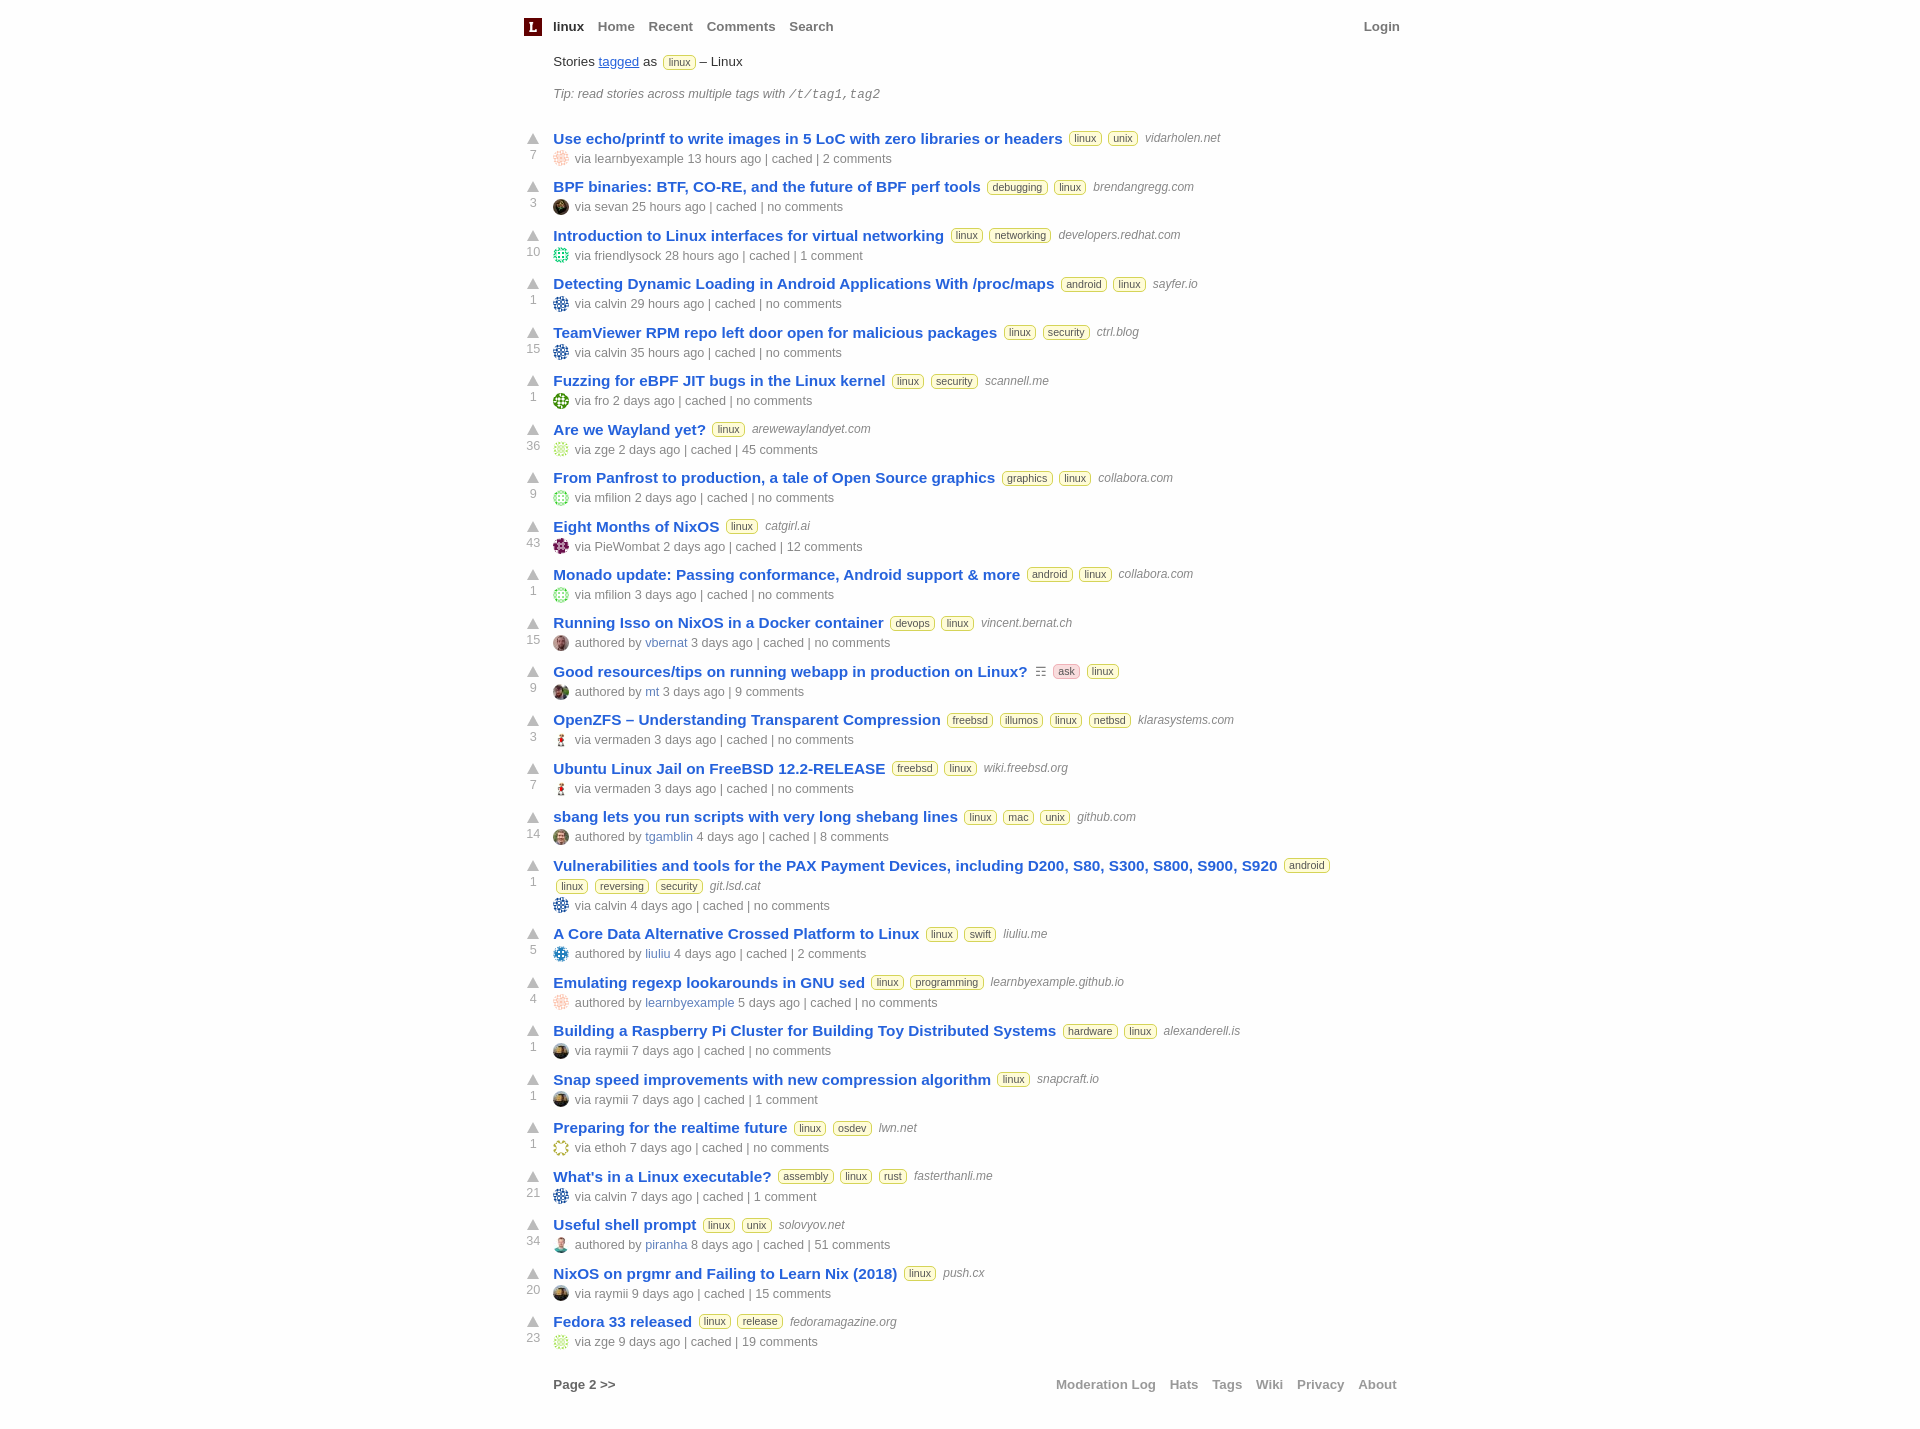 L linux Home Recent Comments Search Login
Stories tagged as linux – Linux
Tip: read stories across multiple tags with /t/tag1,tag2
Use echo/printf to write images in 5 LoC with zero libraries or headers linux unix vidarholen.net
7 via learnbyexample 13 hours ago | cached | 2 comments
BPF binaries: BTF, CO-RE, and the future of BPF perf tools debugging linux brendangregg.com
3 via sevan 25 hours ago | cached | no comments
Introduction to Linux interfaces for virtual networking linux networking developers.redhat.com
10 via friendlysock 28 hours ago | cached | 1 comment
Detecting Dynamic Loading in Android Applications With /proc/maps android linux sayfer.io
1 via calvin 29 hours ago | cached | no comments
TeamViewer RPM repo left door open for malicious packages linux security ctrl.blog
15 via calvin 35 hours ago | cached | no comments
Fuzzing for eBPF JIT bugs in the Linux kernel linux security scannell.me
1 via fro 2 days ago | cached | no comments
Are we Wayland yet? linux arewewaylandyet.com
36 via zge 2 days ago | cached | 45 comments
From Panfrost to production, a tale of Open Source graphics graphics linux collabora.com
9 via mfilion 2 days ago | cached | no comments
Eight Months of NixOS linux catgirl.ai
43 via PieWombat 2 days ago | cached | 12 comments
Monado update: Passing conformance, Android support & more android linux collabora.com
1 via mfilion 3 days ago | cached | no comments
Running Isso on NixOS in a Docker container devops linux vincent.bernat.ch
15 authored by vbernat 3 days ago | cached | no comments
Good resources/tips on running webapp in production on Linux? ☶ ask linux
9 authored by mt 3 days ago | 9 comments
OpenZFS – Understanding Transparent Compression freebsd illumos linux netbsd klarasystems.com
3 via vermaden 3 days ago | cached | no comments
Ubuntu Linux Jail on FreeBSD 12.2-RELEASE freebsd linux wiki.freebsd.org
7 via vermaden 3 days ago | cached | no comments
sbang lets you run scripts with very long shebang lines linux mac unix github.com
14 authored by tgamblin 4 days ago | cached | 8 comments
Vulnerabilities and tools for the PAX Payment Devices, including D200, S80, S300, S800, S900, S920 android
1 linux reversing security git.lsd.cat
via calvin 4 days ago | cached | no comments
A Core Data Alternative Crossed Platform to Linux linux swift liuliu.me
5 authored by liuliu 4 days ago | cached | 2 comments
Emulating regexp lookarounds in GNU sed linux programming learnbyexample.github.io
4 authored by learnbyexample 5 days ago | cached | no comments
Building a Raspberry Pi Cluster for Building Toy Distributed Systems hardware linux alexanderell.is
1 via raymii 7 days ago | cached | no comments
Snap speed improvements with new compression algorithm linux snapcraft.io
1 via raymii 7 days ago | cached | 1 comment
Preparing for the realtime future linux osdev lwn.net
1 via ethoh 7 days ago | cached | no comments
What's in a Linux executable? assembly linux rust fasterthanli.me
21 via calvin 7 days ago | cached | 1 comment
Useful shell prompt linux unix solovyov.net
34 authored by piranha 8 days ago | cached | 51 comments
NixOS on prgmr and Failing to Learn Nix (2018) linux push.cx
20 via raymii 9 days ago | cached | 15 comments
Fedora 33 released linux release fedoramagazine.org
23 via zge 9 days ago | cached | 19 comments
Page 2 >> Moderation Log Hats Tags Wiki Privacy About